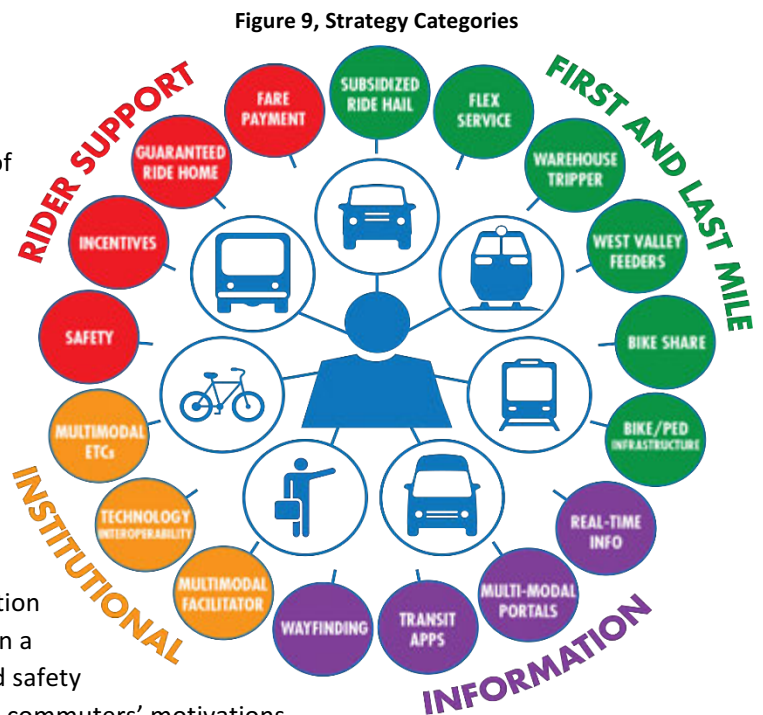 Figure 9, Strategy Categories
RIDER SUPPORT
FARE
PAYMENT
GUARANTEED
RIDE HOME
INCENTIVES
SAFETY
FIRST AND LAST MILE
SUBSIDIZED
RIDE HAIL
FLEX
SERVICE
WAREHOUSE
TRIPPER
WEST VALLEY
FEEDERS
BIKE SHARE
BIKE/PED
INFRASTRUCTURE
INSTITUTIONAL
MULTIMODAL
ETCs
TECHNOLOGY
INTEROPERABILITY
MULTIMODAL
FACILITATOR
INFORMATION
REAL-TIME
INFO
MULTI-MODAL
PORTALS
TRANSIT
APPS
WAYFINDING
of
tion
n a
d safety
commuters' motivations